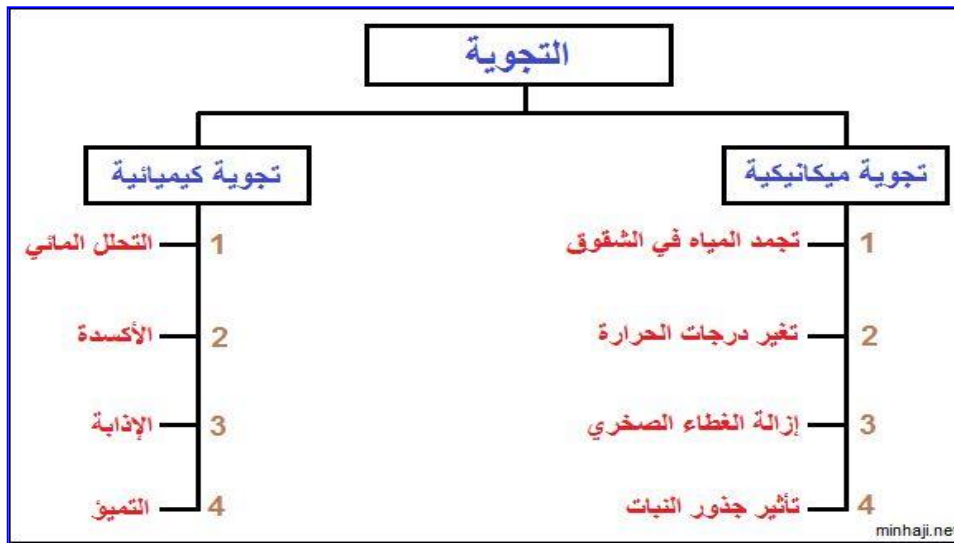 التجوية
تجوية ميكانيكية
1 تجمد المياه في الشقوق
2 تغير درجات الحرارة
3 إزالة الغطاء الصخري
4 تأثير جذور النبات
تجوية كيميائية
1 التحلل المائي
2 الأكسدة
3 الإذابة
4 التميؤ
minhaji.net